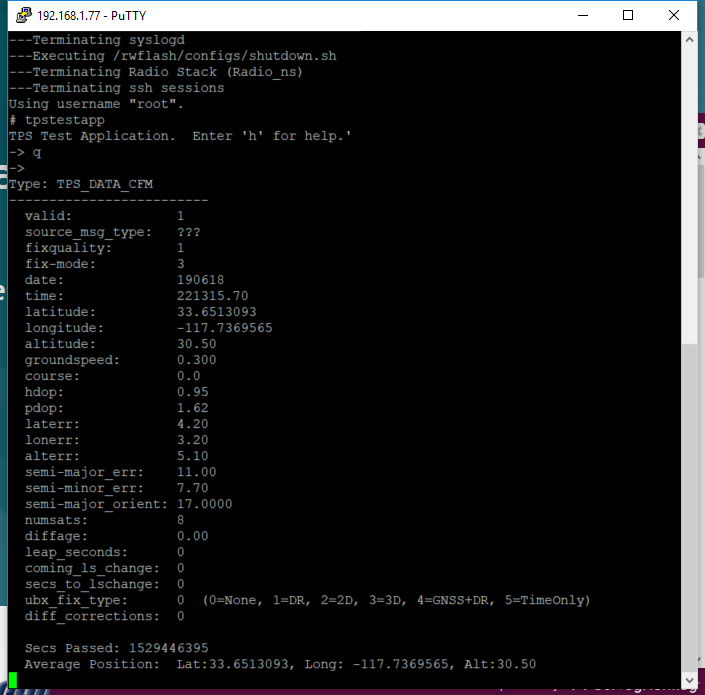 192.168.1.77 - PuTTY
---Terminating syslogd
---Executing /rwflash/configs/shutdown.sh
---Terminating Radio Stack (Radio_ns)
---Terminating ssh sessions
Using username "root".
# tpstestapp
TPS Test Application.  Enter 'h' for help.'
-> q
->
Type: TPS_DATA_CFM
-------------------------
valid: 1
source_msg_type: ???
fixquality: 1
fix-mode: 3
date: 190618
time: 221315.70
latitude: 33.6513093
longitude: -117.7369565
altitude: 30.50
groundspeed: 0.300
course: 0.0
hdop: 0.95
pdop: 1.62
laterr: 4.20
lonerr: 3.20
alterr: 5.10
semi-major_err: 11.00
semi-minor_err: 7.70
semi-major_orient: 17.0000
numsats: 8
diffage: 0.00
leap_seconds: 0
coming_ls_change: 0
secs_to_lschange: 0
ubx_fix_type: 0  (0=None, 1=DR, 2=2D, 3=3D, 4=GNSS+DR, 5=TimeOnly)
diff_corrections: 0
Secs Passed: 1529446395
Average Position:  Lat:33.6513093, Long: -117.7369565, Alt:30.50